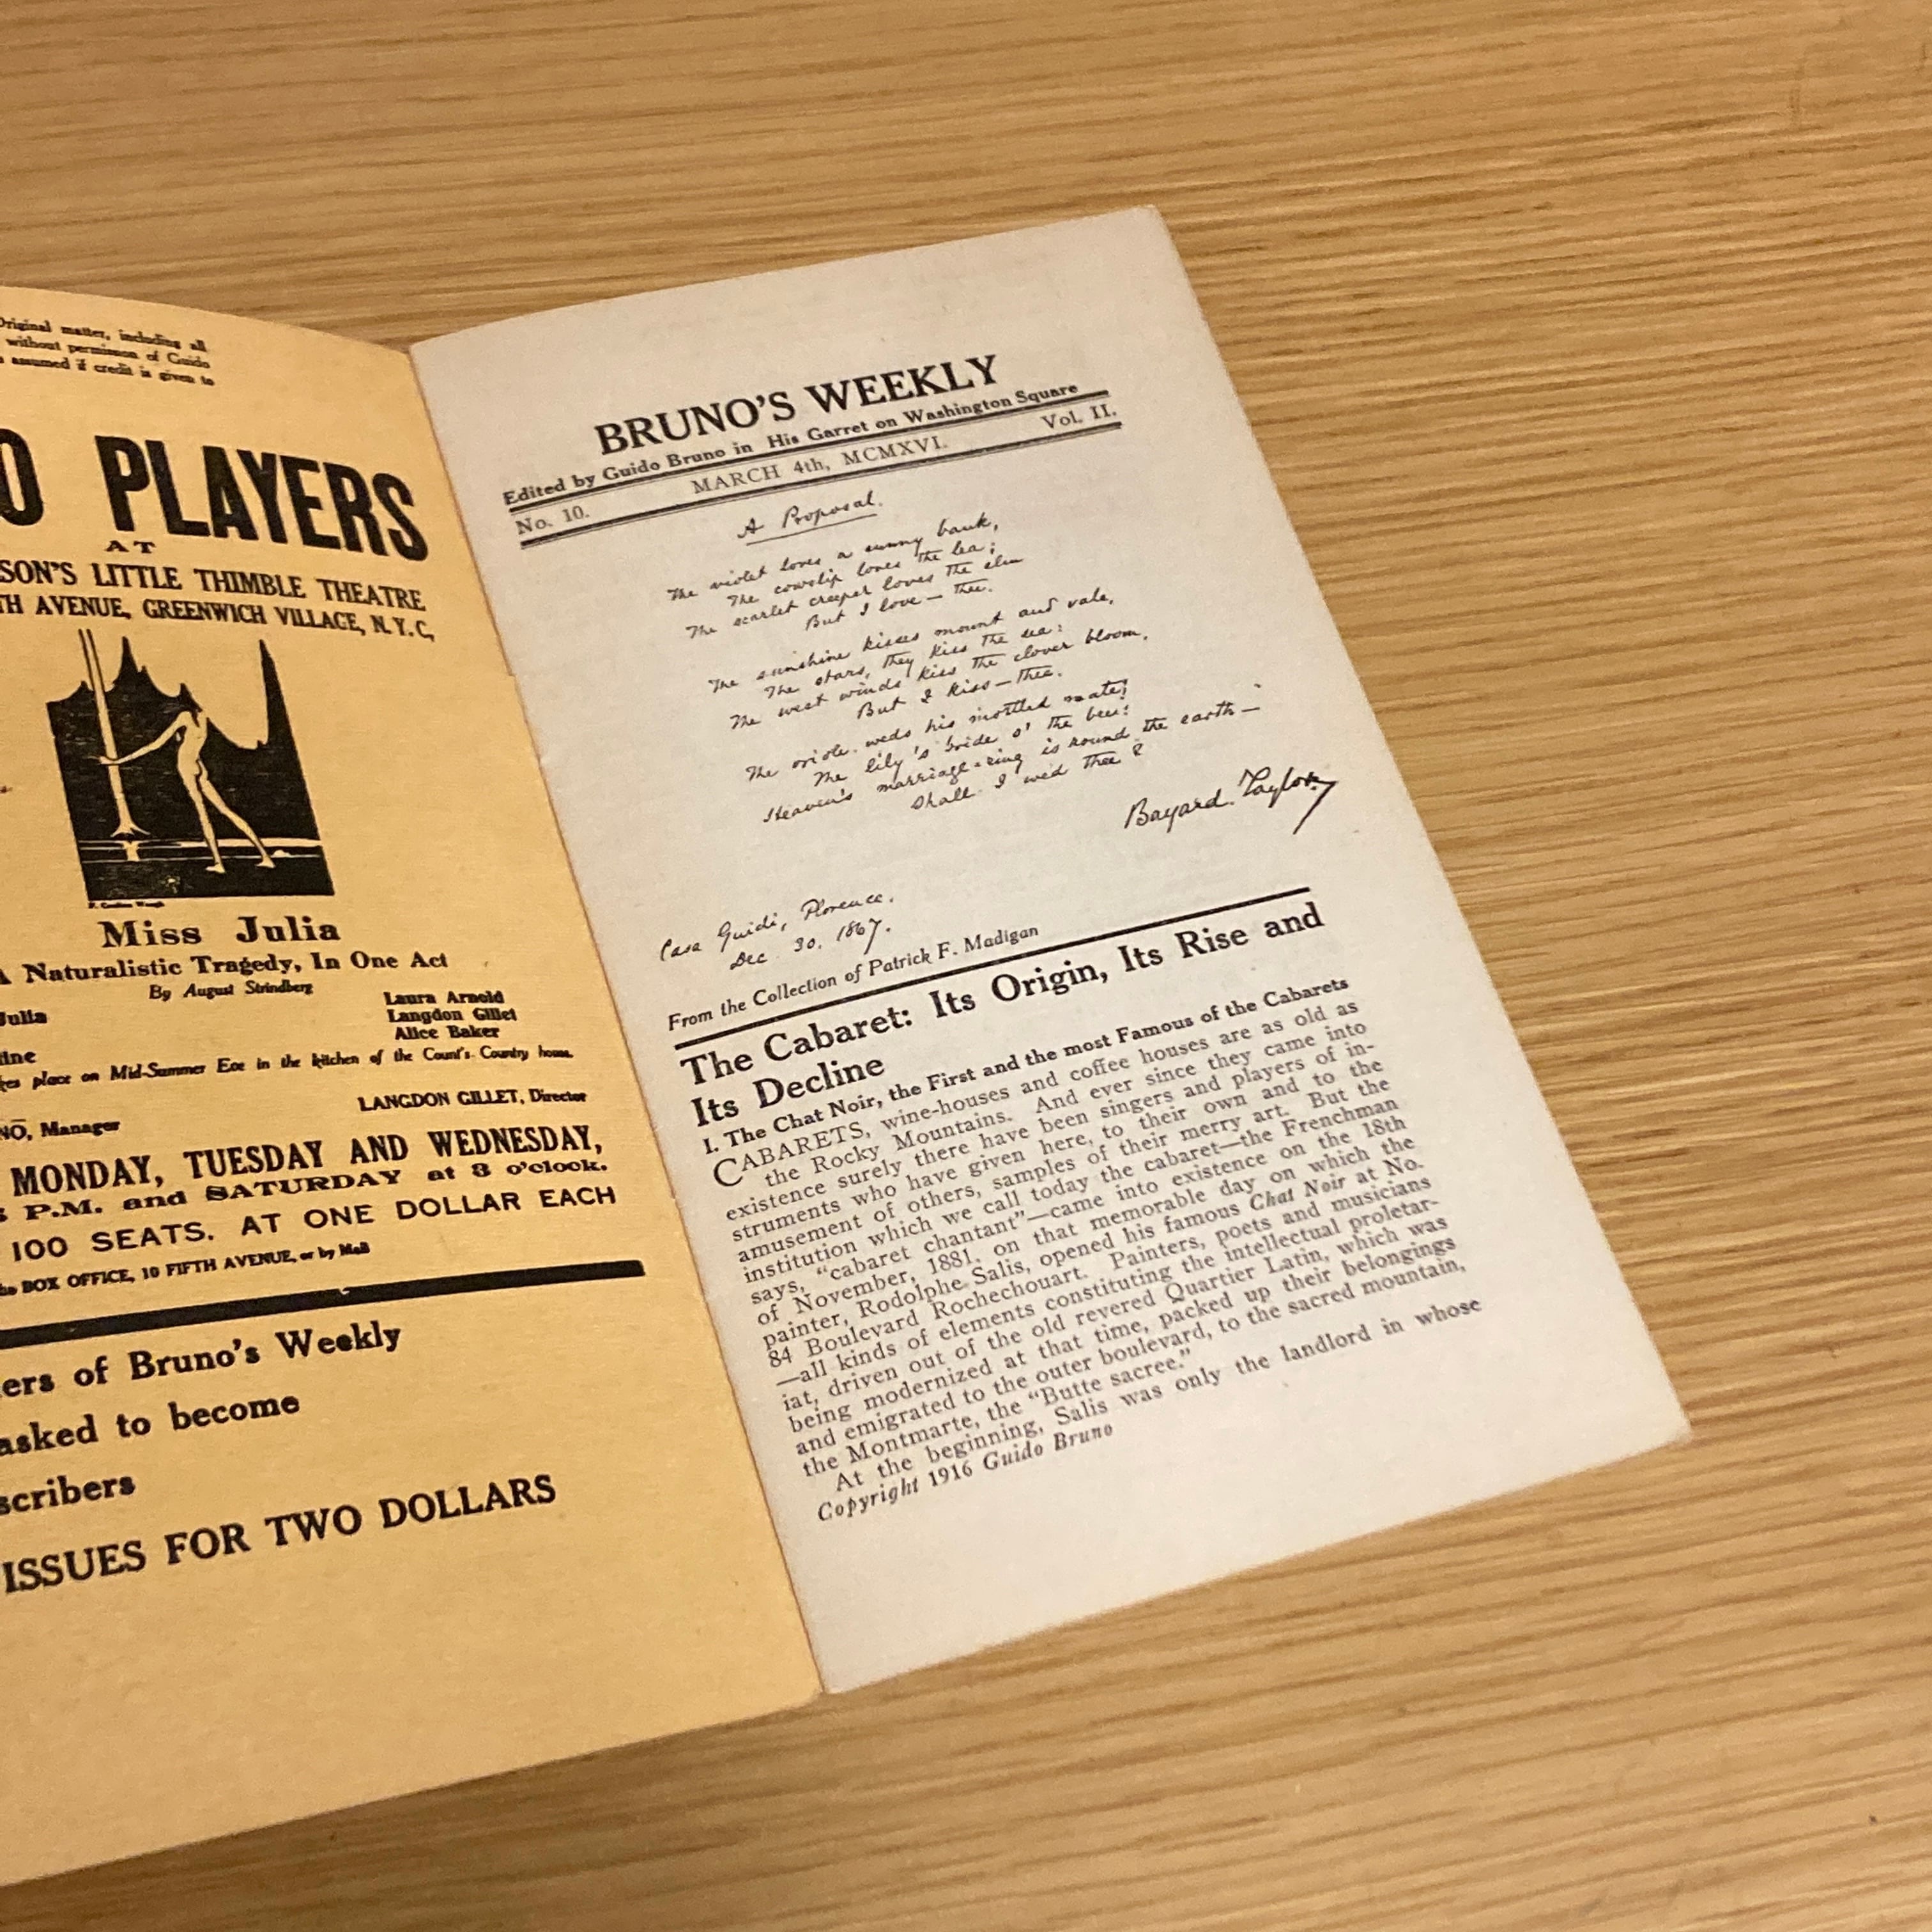 Original matter, including all
without permission of Guido
assumed if credit is given to
O PLAYERS
AT
SON'S LITTLE THIMBLE THEATRE
TH AVENUE, GREENWICH VILLAGE, N.Y.C,
Miss Julia
A Naturalistic Tragedy, In One Act
By August Strindberg
Julia Laura Arnold
Langdon Gillet
ine Alice Baker
kes place on Mid-Summer Eve in the kitchen of the Count's Country house.
LANGDON GILLET, Director
NO, Manager
MONDAY, TUESDAY AND WEDNESDAY,
P.M. and SATURDAY at 8 o'clock.
100 SEATS. AT ONE DOLLAR EACH
the BOX OFFICE, 10 FIFTH AVENUE, or by Mail
ers of Bruno's Weekly
asked to become
scribers
ISSUES FOR TWO DOLLARS
BRUNO'S WEEKLY
Edited by Guido Bruno in His Garret on Washington Square
No. 10. MARCH 4th, MCMXVI. Vol. II.
A Proposal.
The violet loves a sunny bank,
The cowslip loves the lea;
The scarlet creeper loves the elm
But I love—thee.
The sunshine kisses mount and vale,
The stars, they kiss the sea:
The west winds kiss the clover bloom,
But I kiss—thee.
The oriole weds his mottled mate;
The lily's bride o' the bee:
Heaven's marriage-ring is round the earth—
Shall I wed thee?
Bayard Taylor
Casa Guidi, Florence.
Dec 30. 1867.
From the Collection of Patrick F. Madigan
The Cabaret: Its Origin, Its Rise and
Its Decline
I. The Chat Noir, the First and the most Famous of the Cabarets
CABARETS, wine-houses and coffee houses are as old as
the Rocky Mountains. And ever since they came into
existence surely there have been singers and players of in-
struments who have given here, to their own and to the
amusement of others, samples of their merry art. But the
institution which we call today the cabaret—the Frenchman
says, "cabaret chantant"—came into existence on the 18th
of November, 1881, on that memorable day on which the
painter, Rodolphe Salis, opened his famous Chat Noir at No.
84 Boulevard Rochechouart. Painters, poets and musicians
—all kinds of elements constituting the intellectual proletar-
iat, driven out of the old revered Quartier Latin, which was
being modernized at that time, packed up their belongings
and emigrated to the outer boulevard, to the sacred mountain,
the Montmarte, the "Butte sacree."
At the beginning, Salis was only the landlord in whose
Copyright 1916 Guido Bruno